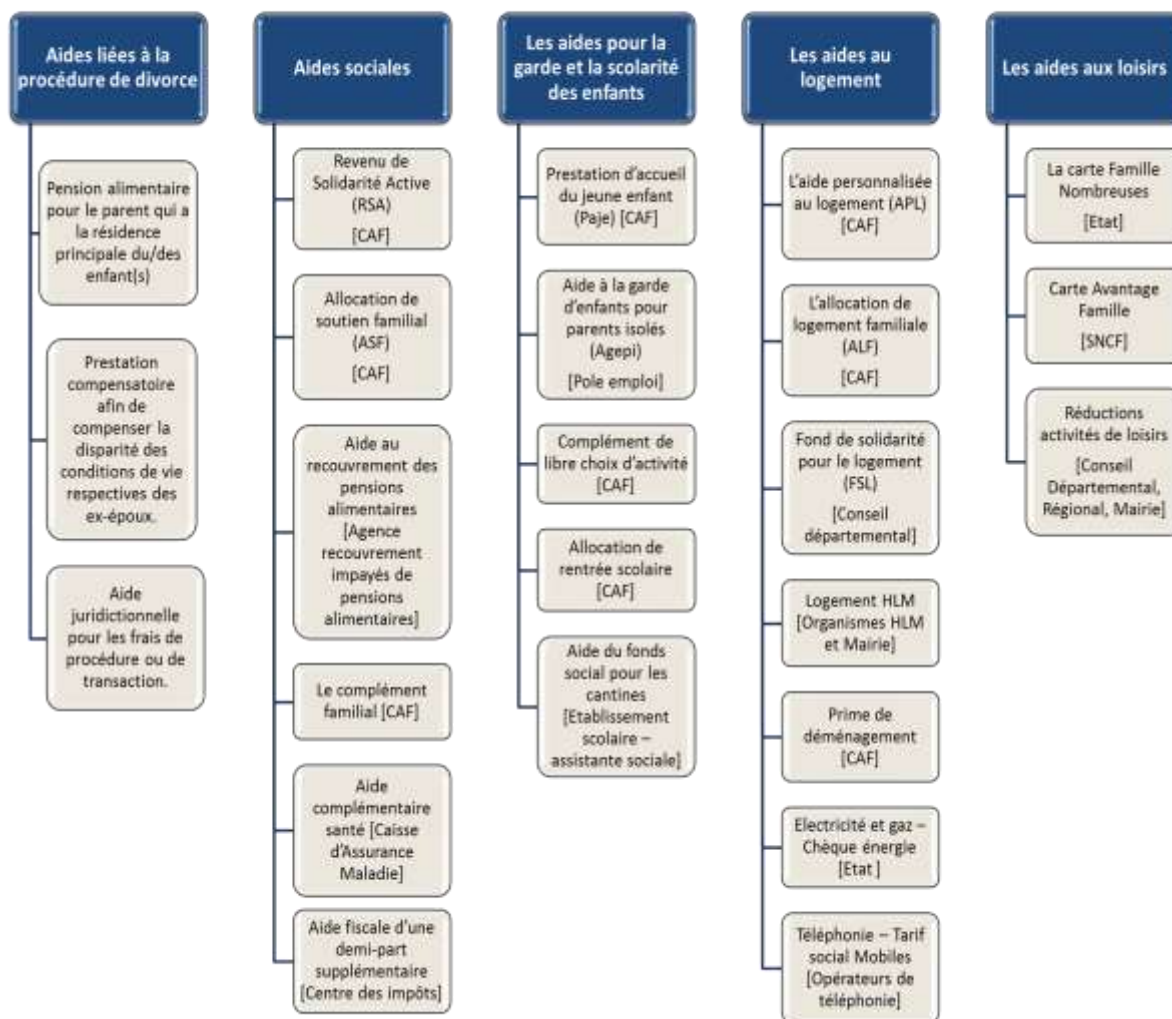 Aides liées à la
procédure de divorce
Pension alimentaire
pour le parent qui a
la résidence
principale du/des
enfant(s)
Prestation
compensatoire
afin de
compenser la
disparité des
conditions de vie
respectives des
ex-époux.
Aide
juridictionnelle
pour les frais de
procédure ou de
transaction.
Aides sociales
Revenu de
Solidarité Active
(RSA)
[CAF]
Allocation de
soutien familial
(ASF)
[CAF]
Aide au
recouvrement des
pensions
alimentaires
[Agence
recouvrement
impayés de
pensions
alimentaires]
Le complément
familial [CAF]
Aide
complémentaire
santé [Caisse
d'Assurance
Maladie]
Aide fiscale d'une
demi-part
supplémentaire
[Centre des impôts]
Les aides pour la
garde et la scolarité
des enfants
Prestation d'accueil
du jeune enfant
(Paje) [CAF]
Aide à la garde
d'enfants pour
parents isolés
(Agepi)
[Pole emploi]
Complément de
libre choix d'activité
[CAF]
Allocation de
rentrée scolaire
[CAF]
Aide du fonds
social pour les
cantines
[Etablissement
scolaire –
assistante sociale]
Les aides au
logement
L'aide personnalisée
au logement (APL)
[CAF]
L'allocation de
logement familiale
(ALF)
[CAF]
Fond de solidarité
pour le logement
(FSL)
[Conseil
départemental]
Logement HLM
[Organismes HLM
et Mairie]
Prime de
déménagement
[CAF]
Electricité et gaz –
Chèque énergie
[Etat ]
Téléphonie – Tarif
social Mobiles
[Opérateurs de
téléphonie]
Les aides aux loisirs
La carte Famille
Nombreuses
[Etat]
Carte Avantage
Famille
[SNCF]
Réductions
activités de loisirs
[Conseil
Départemental,
Régional, Mairie]